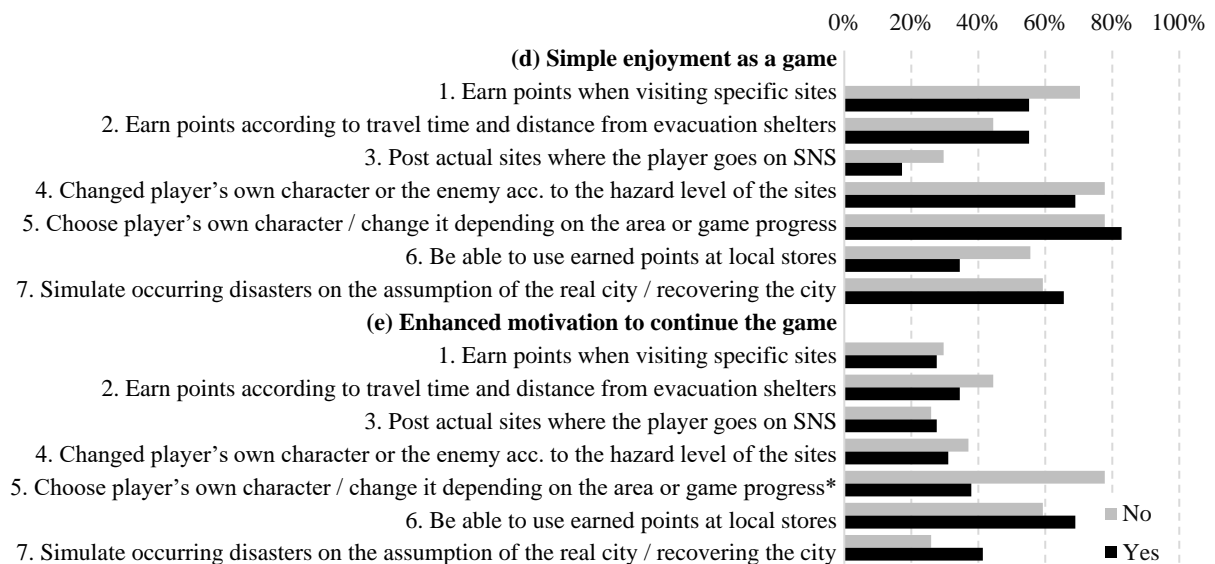 0% 20% 40% 60% 80% 100%
(d) Simple enjoyment as a game
1. Earn points when visiting specific sites
2. Earn points according to travel time and distance from evacuation shelters
3. Post actual sites where the player goes on SNS
4. Changed player's own character or the enemy acc. to the hazard level of the sites
5. Choose player's own character / change it depending on the area or game progress
6. Be able to use earned points at local stores
7. Simulate occurring disasters on the assumption of the real city / recovering the city
(e) Enhanced motivation to continue the game
1. Earn points when visiting specific sites
2. Earn points according to travel time and distance from evacuation shelters
3. Post actual sites where the player goes on SNS
4. Changed player's own character or the enemy acc. to the hazard level of the sites
5. Choose player's own character / change it depending on the area or game progress*
6. Be able to use earned points at local stores
No
7. Simulate occurring disasters on the assumption of the real city / recovering the city
Yes